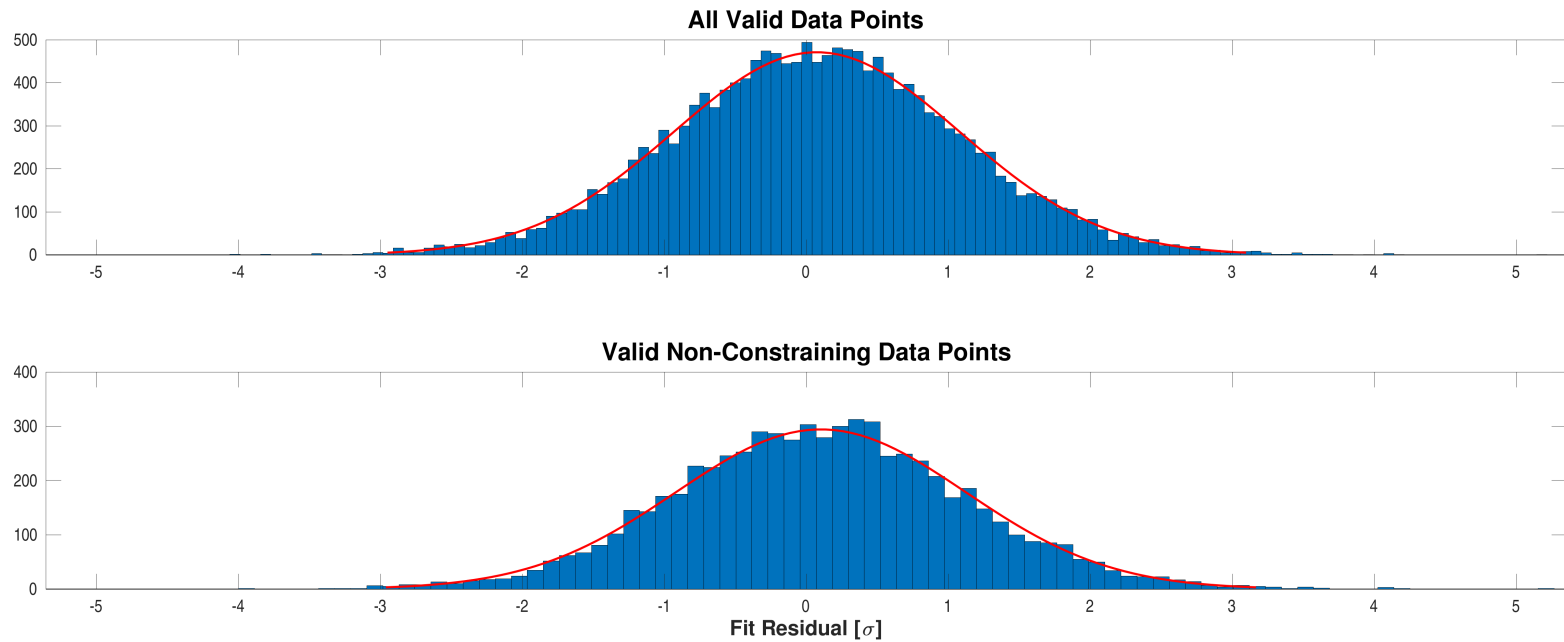 All Valid Data Points
500
400
300
200
100
0
-5 -4 -3 -2 -1 0 1 2 3 4 5
Valid Non-Constraining Data Points
400
300
200
100
0
-5 -4 -3 -2 -1 0 1 2 3 4 5
Fit Residual [σ]